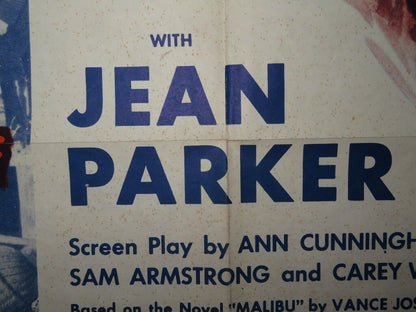 WITH
JEAN
PARKER
Screen Play by ANN CUNNINGH
SAM ARMSTRONG and CAREY W
Based on the Novel "MALIBU" by VANCE JOS